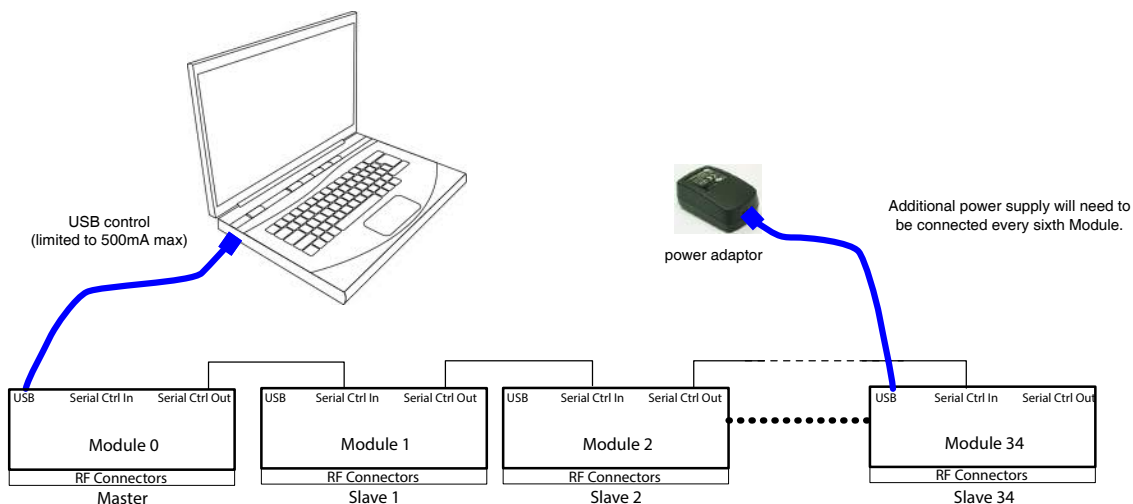 USB control
(limited to 500mA max)
power adaptor
Additional power supply will need to
be connected every sixth Module.
USB Serial Ctrl In Serial Ctrl Out
Module 0
RF Connectors
Master
USB Serial Ctrl In Serial Ctrl Out
Module 1
RF Connectors
Slave 1
USB Serial Ctrl In Serial Ctrl Out
Module 2
RF Connectors
Slave 2
USB Serial Ctrl In Serial Ctrl Out
Module 34
RF Connectors
Slave 34